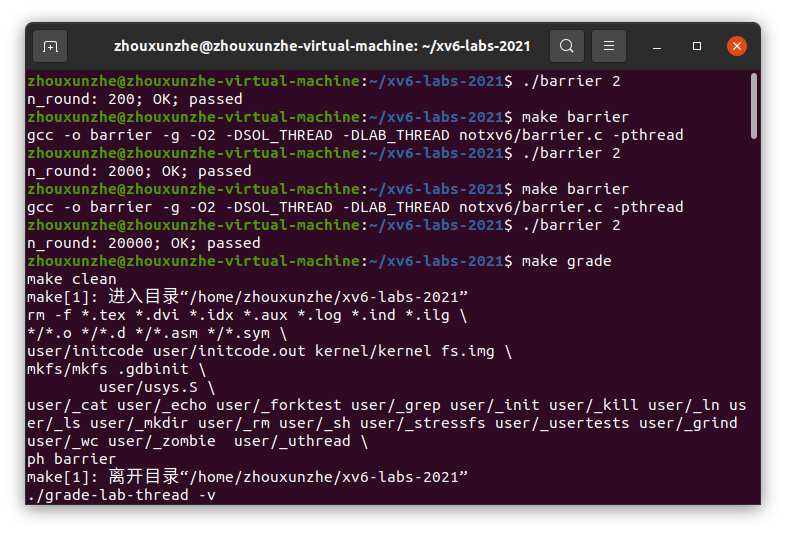 zhouxunzhe@zhouxunzhe-virtual-machine: ~/xv6-labs-2021
zhouxunzhe@zhouxunzhe-virtual-machine:~/xv6-labs-2021$ ./barrier 2
n_round: 200; OK; passed
zhouxunzhe@zhouxunzhe-virtual-machine:~/xv6-labs-2021$ make barrier
gcc -o barrier -g -O2 -DSOL_THREAD -DLAB_THREAD notxv6/barrier.c -pthread
zhouxunzhe@zhouxunzhe-virtual-machine:~/xv6-labs-2021$ ./barrier 2
n_round: 2000; OK; passed
zhouxunzhe@zhouxunzhe-virtual-machine:~/xv6-labs-2021$ make barrier
gcc -o barrier -g -O2 -DSOL_THREAD -DLAB_THREAD notxv6/barrier.c -pthread
zhouxunzhe@zhouxunzhe-virtual-machine:~/xv6-labs-2021$ ./barrier 2
n_round: 20000; OK; passed
zhouxunzhe@zhouxunzhe-virtual-machine:~/xv6-labs-2021$ make grade
make clean
make[1]: 进入目录“/home/zhouxunzhe/xv6-labs-2021”
rm -f *.tex *.dvi *.idx *.aux *.log *.ind *.ilg \
*/*.o */*.d */*.asm */*.sym \
user/initcode user/initcode.out kernel/kernel fs.img \
mkfs/mkfs .gdbinit \
        user/usys.S \
user/_cat user/_echo user/_forktest user/_grep user/_init user/_kill user/_ln us
er/_ls user/_mkdir user/_rm user/_sh user/_stressfs user/_usertests user/_grind
user/_wc user/_zombie  user/_uthread \
ph barrier
make[1]: 离开目录“/home/zhouxunzhe/xv6-labs-2021”
./grade-lab-thread -v